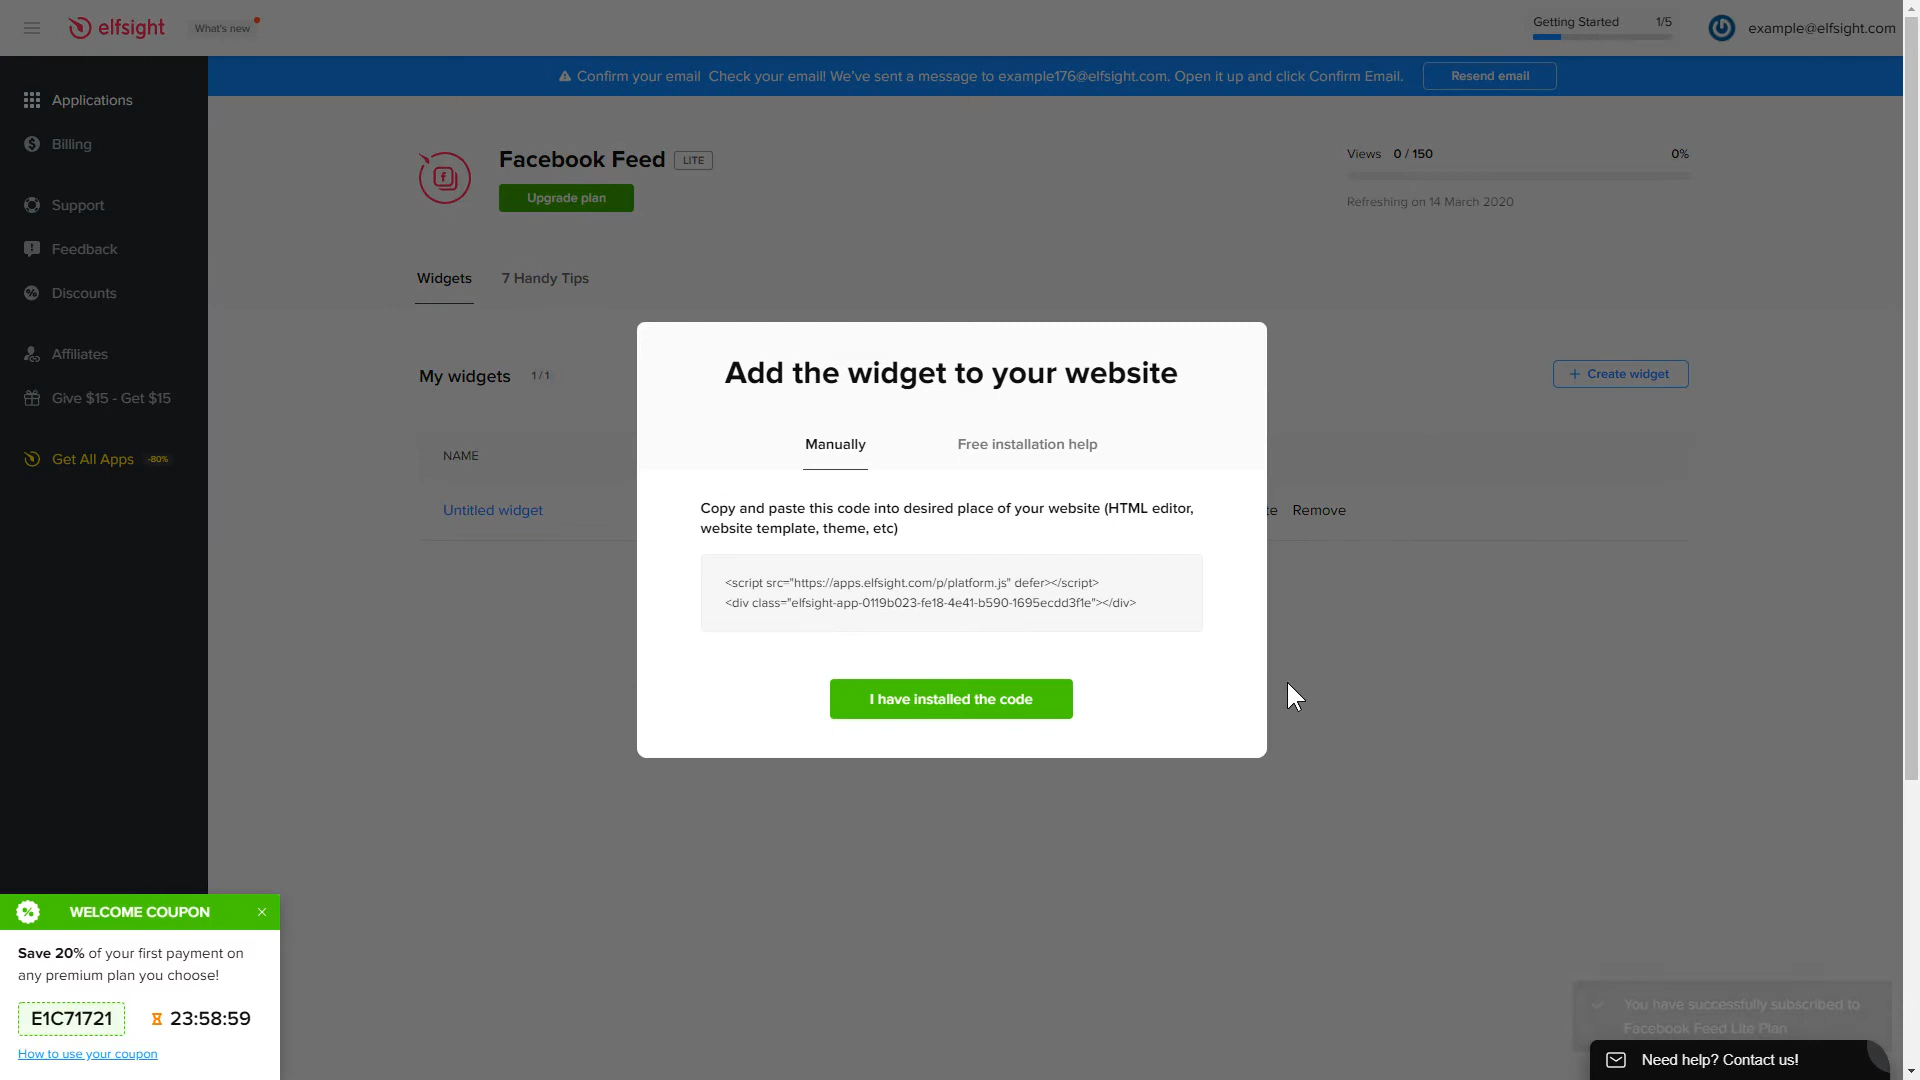 elfsight
What's new
Getting Started 1/5
example@elfsight.com
Confirm your email Check your email! We've sent a message to example176@elfsight.com. Open it up and click Confirm Email.
Resend email
Applications
Billing
Support
Feedback
Discounts
Affiliates
Give $15 - Get $15
Get All Apps -80%
Facebook Feed LITE
Upgrade plan
Views 0 / 150 0%
Refreshing on 14 March 2020
Widgets 7 Handy Tips
My widgets 1 / 1
+ Create widget
NAME
Untitled widget
Remove
Add the widget to your website
Manually Free installation help
Copy and paste this code into desired place of your website (HTML editor,
website template, theme, etc)
<script src="https://apps.elfsight.com/p/platform.js" defer></script>
<div class="elfsight-app-0119b023-fe18-4e41-b590-1695ecdd3f1e"></div>
I have installed the code
WELCOME COUPON
Save 20% of your first payment on
any premium plan you choose!
E1C71721 23:58:59
How to use your coupon
You have successfully subscribed to
Facebook Feed Lite Plan
Need help? Contact us!